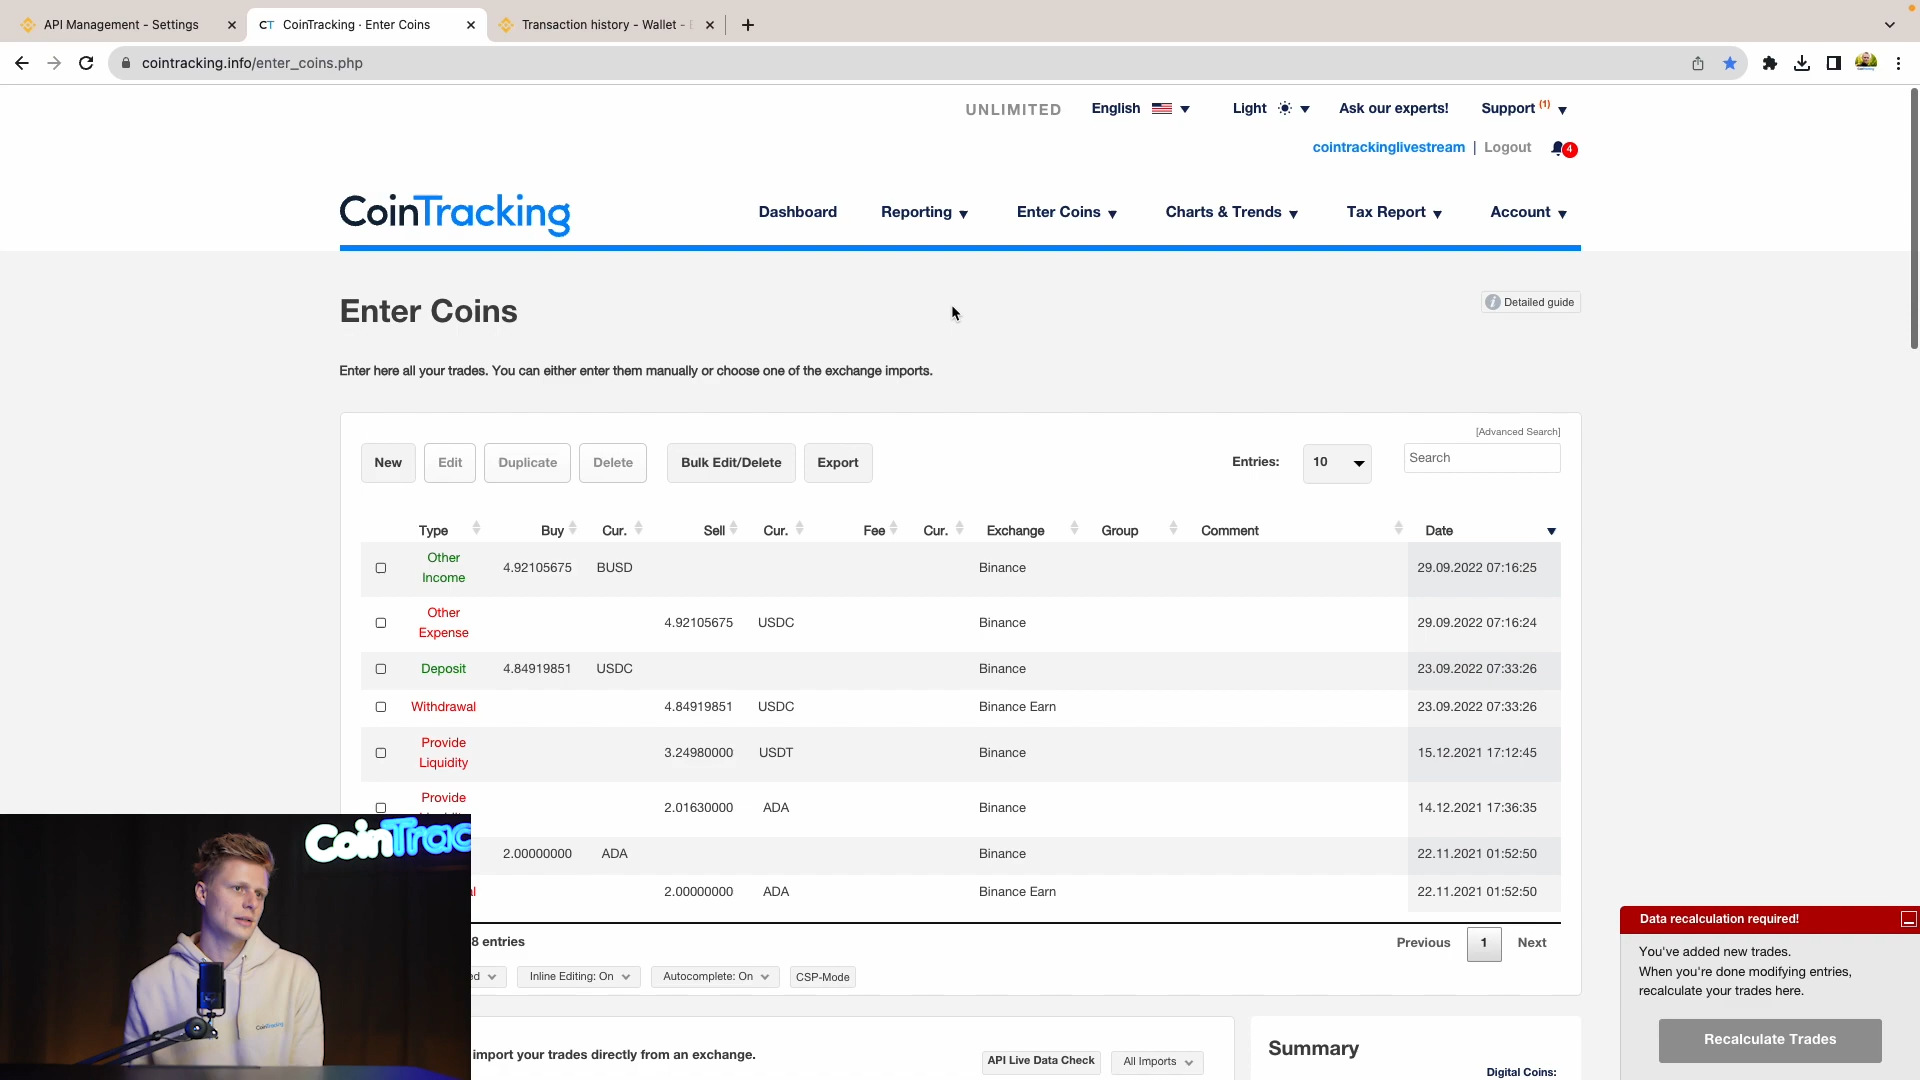 API Management - Settings
CT CoinTracking · Enter Coins
Transaction history - Wallet -
cointracking.info/enter_coins.php
UNLIMITED English Light Ask our experts! Support (1)
cointrackinglivestream | Logout 4
CoinTracking
Dashboard Reporting Enter Coins Charts & Trends Tax Report Account
Enter Coins
Detailed guide
Enter here all your trades. You can either enter them manually or choose one of the exchange imports.
[Advanced Search]
New Edit Duplicate Delete Bulk Edit/Delete Export Entries: 10 Search
Type Buy Cur. Sell Cur. Fee Cur. Exchange Group Comment Date
Other
Income 4.92105675 BUSD Binance 29.09.2022 07:16:25
Other
Expense 4.92105675 USDC Binance 29.09.2022 07:16:24
Deposit 4.84919851 USDC Binance 23.09.2022 07:33:26
Withdrawal 4.84919851 USDC Binance Earn 23.09.2022 07:33:26
Provide
Liquidity 3.24980000 USDT Binance 15.12.2021 17:12:45
Provide
2.01630000 ADA Binance 14.12.2021 17:36:35
2.00000000 ADA Binance 22.11.2021 01:52:50
2.00000000 ADA Binance Earn 22.11.2021 01:52:50
8 entries Previous 1 Next
Inline Editing: On Autocomplete: On CSP-Mode
import your trades directly from an exchange. API Live Data Check All Imports
Summary
Digital Coins:
Data recalculation required!
You've added new trades.
When you're done modifying entries,
recalculate your trades here.
Recalculate Trades
CoinTrac
CoinTracking